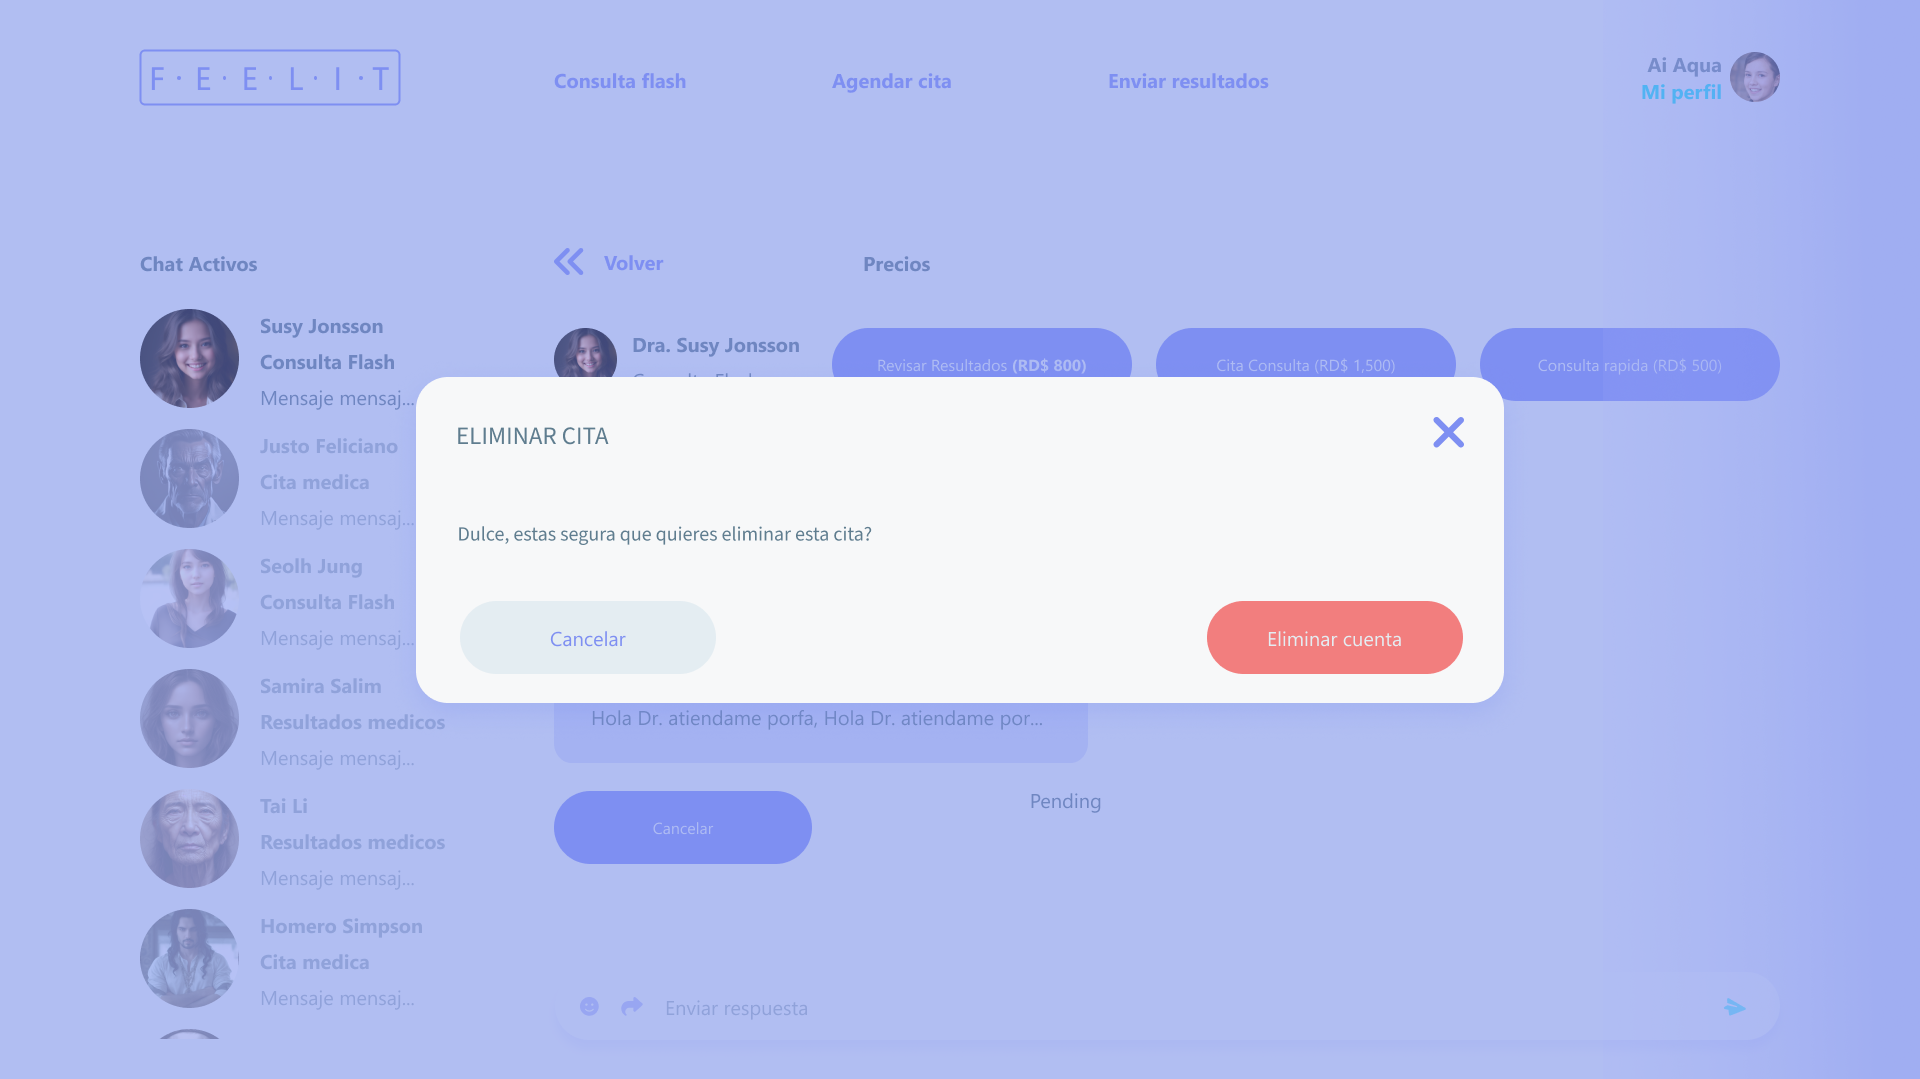 F·E·E·L·I·T
Consulta flash
Agendar cita
Enviar resultados
Ai Aqua
Mi perfil
Chat Activos
Volver
Precios
Susy Jonsson
Consulta Flash
Mensaje mensaj...
Dra. Susy Jonsson
Revisar Resultados (RD$ 800)
Cita Consulta (RD$ 1,500)
Consulta rapida (RD$ 500)
ELIMINAR CITA
Dulce, estas segura que quieres eliminar esta cita?
Cancelar
Eliminar cuenta
Justo Feliciano
Cita medica
Mensaje mensaj...
Seolh Jung
Consulta Flash
Mensaje mensaj...
Samira Salim
Resultados medicos
Mensaje mensaj...
Hola Dr. atiendame porfa, Hola Dr. atiendame por...
Pending
Cancelar
Tai Li
Resultados medicos
Mensaje mensaj...
Homero Simpson
Cita medica
Mensaje mensaj...
Enviar respuesta